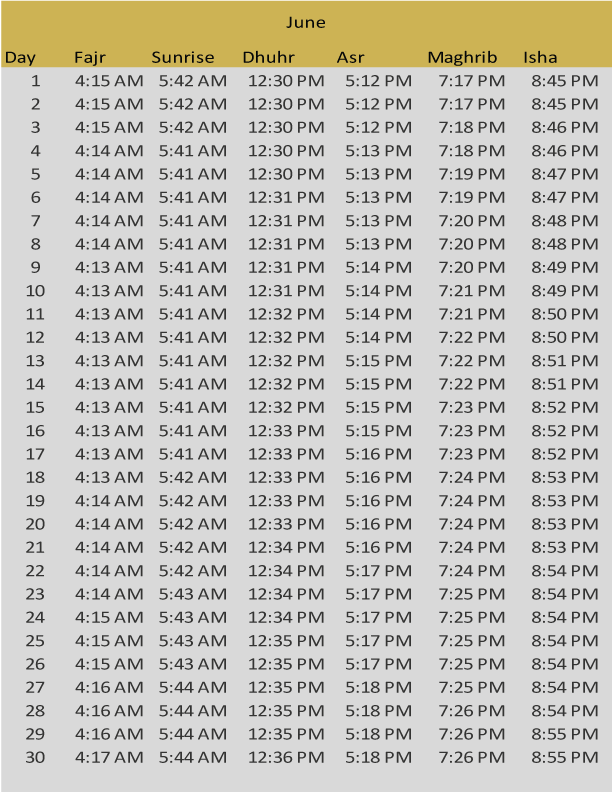 June
Day Fajr Sunrise Dhuhr Asr Maghrib Isha
1 4:15 AM 5:42 AM 12:30 PM 5:12 PM 7:17 PM 8:45 PM
2 4:15 AM 5:42 AM 12:30 PM 5:12 PM 7:17 PM 8:45 PM
3 4:15 AM 5:42 AM 12:30 PM 5:12 PM 7:18 PM 8:46 PM
4 4:14 AM 5:41 AM 12:30 PM 5:13 PM 7:18 PM 8:46 PM
5 4:14 AM 5:41 AM 12:30 PM 5:13 PM 7:19 PM 8:47 PM
6 4:14 AM 5:41 AM 12:31 PM 5:13 PM 7:19 PM 8:47 PM
7 4:14 AM 5:41 AM 12:31 PM 5:13 PM 7:20 PM 8:48 PM
8 4:14 AM 5:41 AM 12:31 PM 5:13 PM 7:20 PM 8:48 PM
9 4:13 AM 5:41 AM 12:31 PM 5:14 PM 7:20 PM 8:49 PM
10 4:13 AM 5:41 AM 12:31 PM 5:14 PM 7:21 PM 8:49 PM
11 4:13 AM 5:41 AM 12:32 PM 5:14 PM 7:21 PM 8:50 PM
12 4:13 AM 5:41 AM 12:32 PM 5:14 PM 7:22 PM 8:50 PM
13 4:13 AM 5:41 AM 12:32 PM 5:15 PM 7:22 PM 8:51 PM
14 4:13 AM 5:41 AM 12:32 PM 5:15 PM 7:22 PM 8:51 PM
15 4:13 AM 5:41 AM 12:32 PM 5:15 PM 7:23 PM 8:52 PM
16 4:13 AM 5:41 AM 12:33 PM 5:15 PM 7:23 PM 8:52 PM
17 4:13 AM 5:41 AM 12:33 PM 5:16 PM 7:23 PM 8:52 PM
18 4:13 AM 5:42 AM 12:33 PM 5:16 PM 7:24 PM 8:53 PM
19 4:14 AM 5:42 AM 12:33 PM 5:16 PM 7:24 PM 8:53 PM
20 4:14 AM 5:42 AM 12:33 PM 5:16 PM 7:24 PM 8:53 PM
21 4:14 AM 5:42 AM 12:34 PM 5:16 PM 7:24 PM 8:53 PM
22 4:14 AM 5:42 AM 12:34 PM 5:17 PM 7:24 PM 8:54 PM
23 4:14 AM 5:43 AM 12:34 PM 5:17 PM 7:25 PM 8:54 PM
24 4:15 AM 5:43 AM 12:34 PM 5:17 PM 7:25 PM 8:54 PM
25 4:15 AM 5:43 AM 12:35 PM 5:17 PM 7:25 PM 8:54 PM
26 4:15 AM 5:43 AM 12:35 PM 5:17 PM 7:25 PM 8:54 PM
27 4:16 AM 5:44 AM 12:35 PM 5:18 PM 7:25 PM 8:54 PM
28 4:16 AM 5:44 AM 12:35 PM 5:18 PM 7:26 PM 8:54 PM
29 4:16 AM 5:44 AM 12:35 PM 5:18 PM 7:26 PM 8:55 PM
30 4:17 AM 5:44 AM 12:36 PM 5:18 PM 7:26 PM 8:55 PM